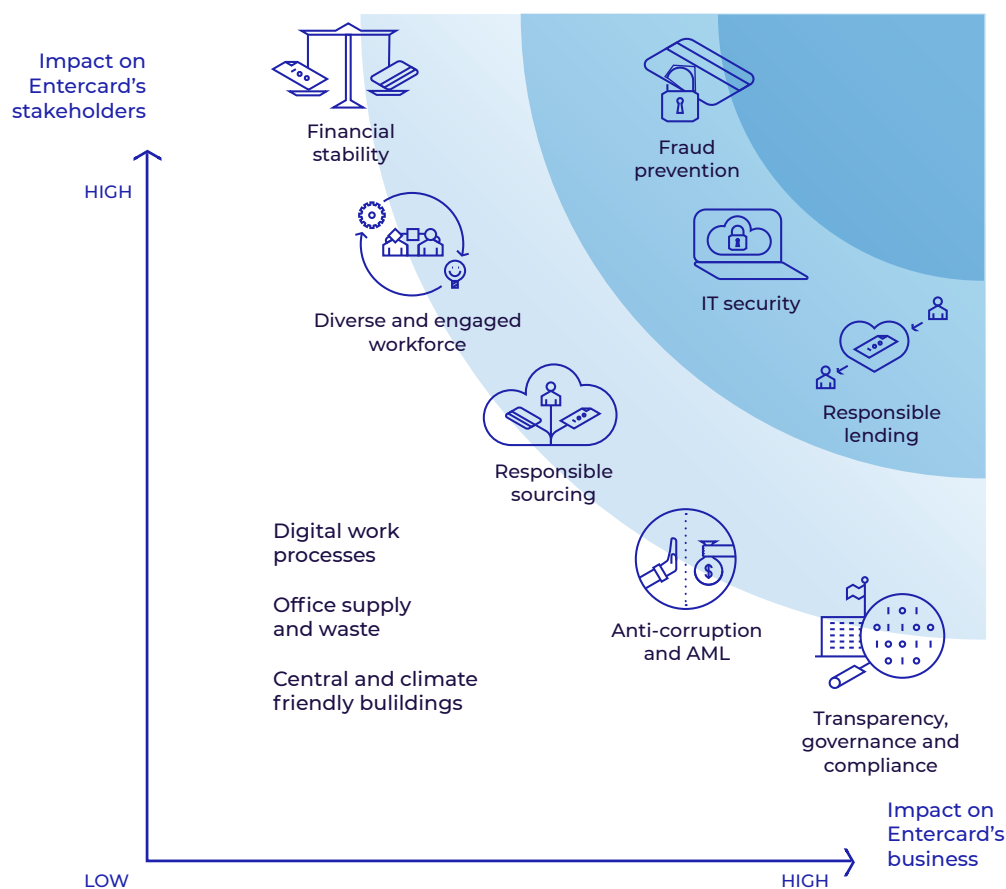 Impact on
Entercard's
stakeholders
HIGH
Financial
stability
Fraud
prevention
Diverse and engaged
workforce
IT security
Responsible
lending
Responsible
sourcing
Digital work
processes
Office supply
and waste
Central and climate
friendly bulildings
$
Anti-corruption
and AML
Transparency,
governance and
compliance
Impact on
Entercard's
business
LOW
HIGH